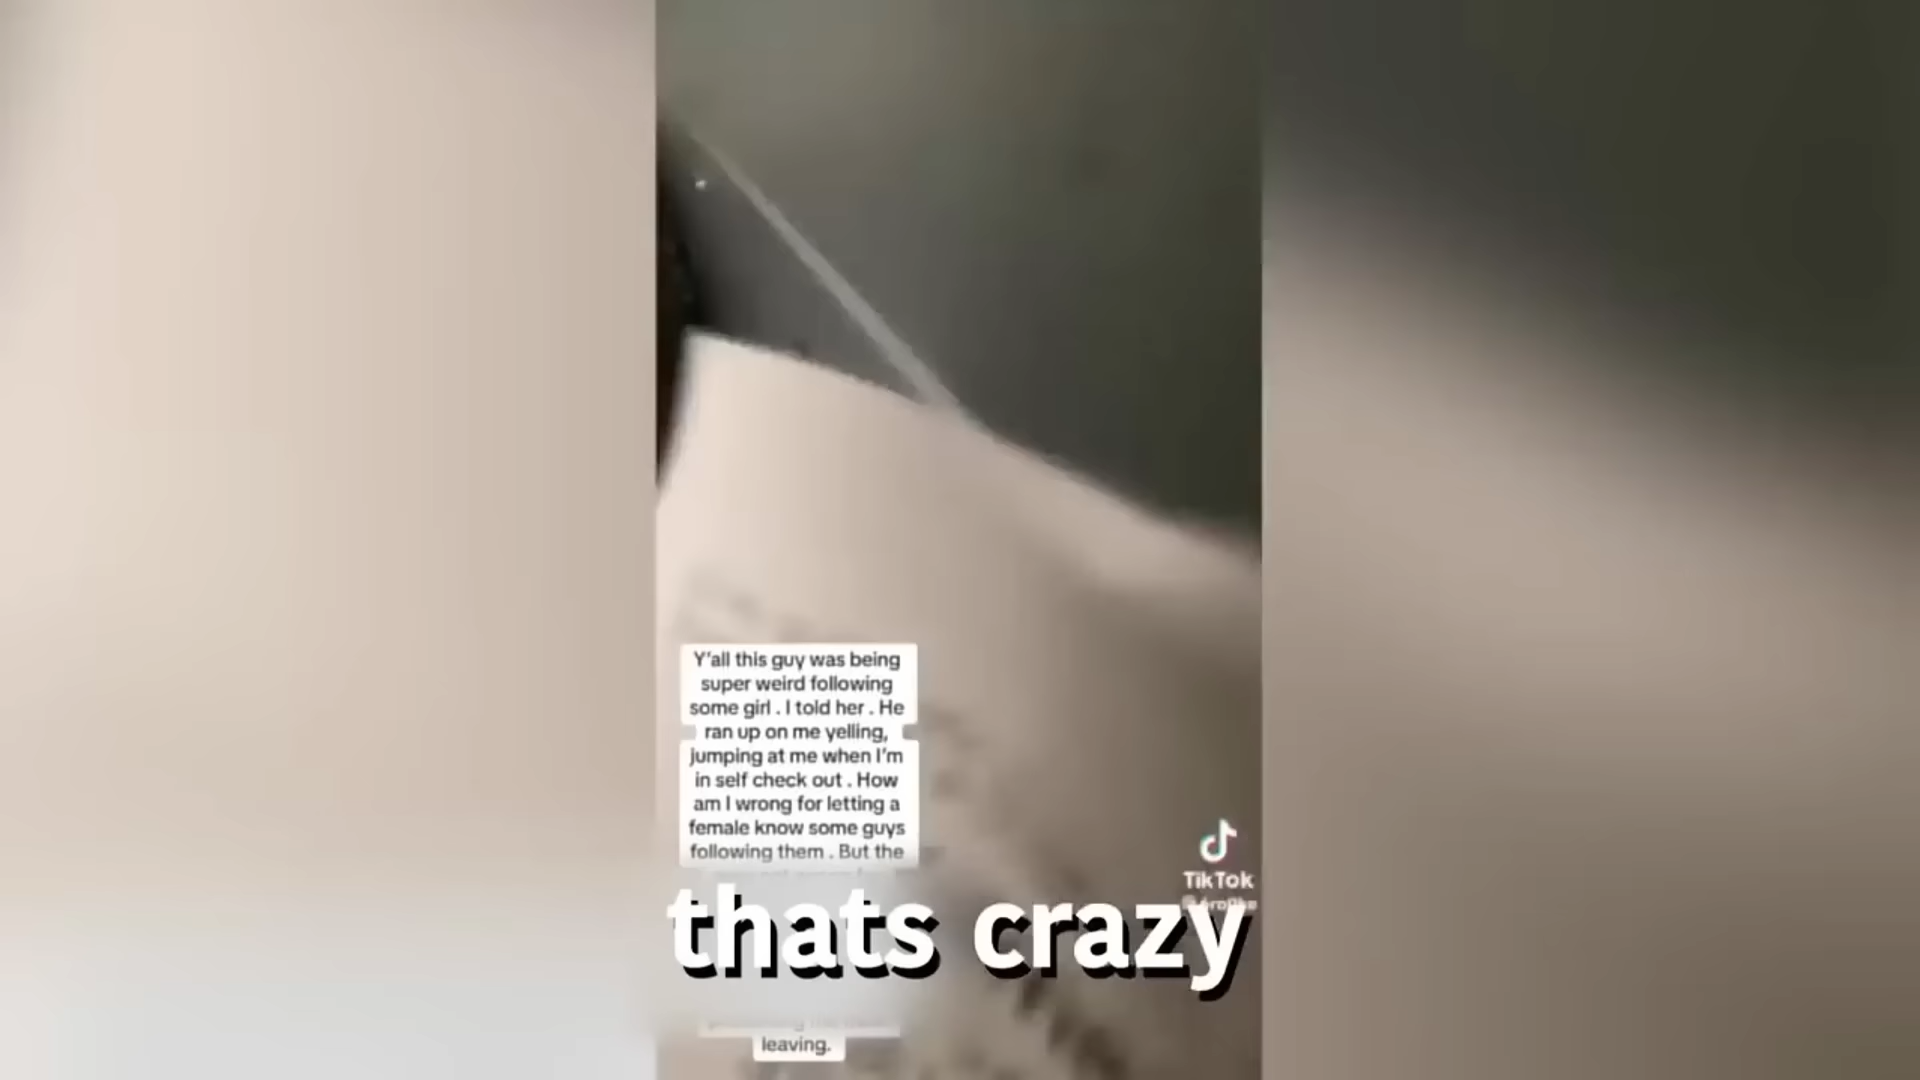 Y'all this guy was being
super weird following
some girl . I told her . He
ran up on me yelling,
jumping at me when I'm
in self check out . How
am I wrong for letting a
female know some guys
following them . But the
thats crazy
leaving.
TikTok